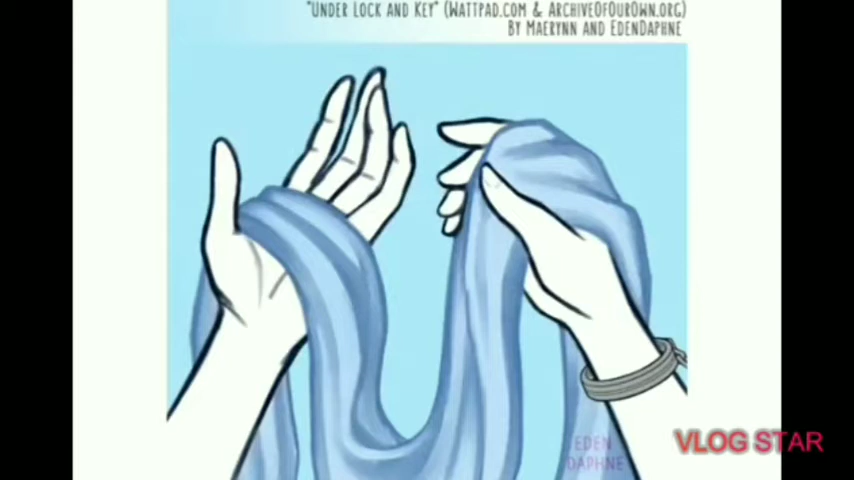 "Under Lock and Key" (Wattpad.com & ArchiveOfOurOwn.org)
By Maerynn and EdenDaphne
EDEN
DAPHNE
VLOG STAR